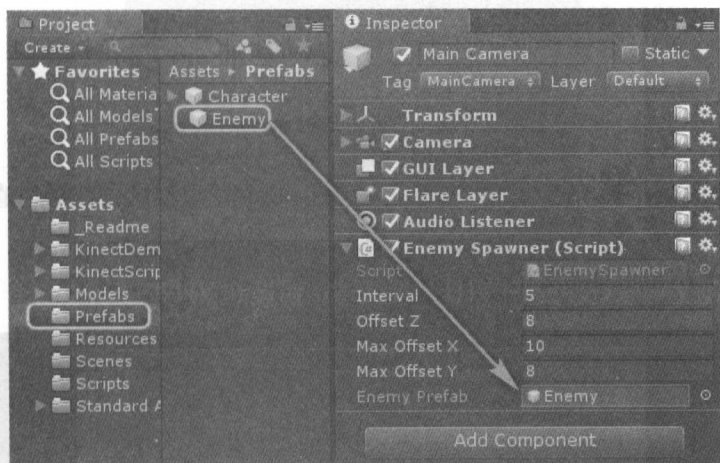 Project
Create
Favorites
All Materia
All Models
All Prefabs
All Scripts
Assets
_Readme
KinectDem
KinectScrip
Models
Prefabs
Resources
Scenes
Scripts
Standard A
Assets ▸ Prefabs
Character
Enemy
Inspector
Main Camera Static
Tag MainCamera Layer Default
Transform
Camera
GUI Layer
Flare Layer
Audio Listener
Enemy Spawner (Script)
Script EnemySpawner
Interval 5
Offset Z 8
Max Offset X 10
Max Offset Y 8
Enemy Prefab Enemy
Add Component